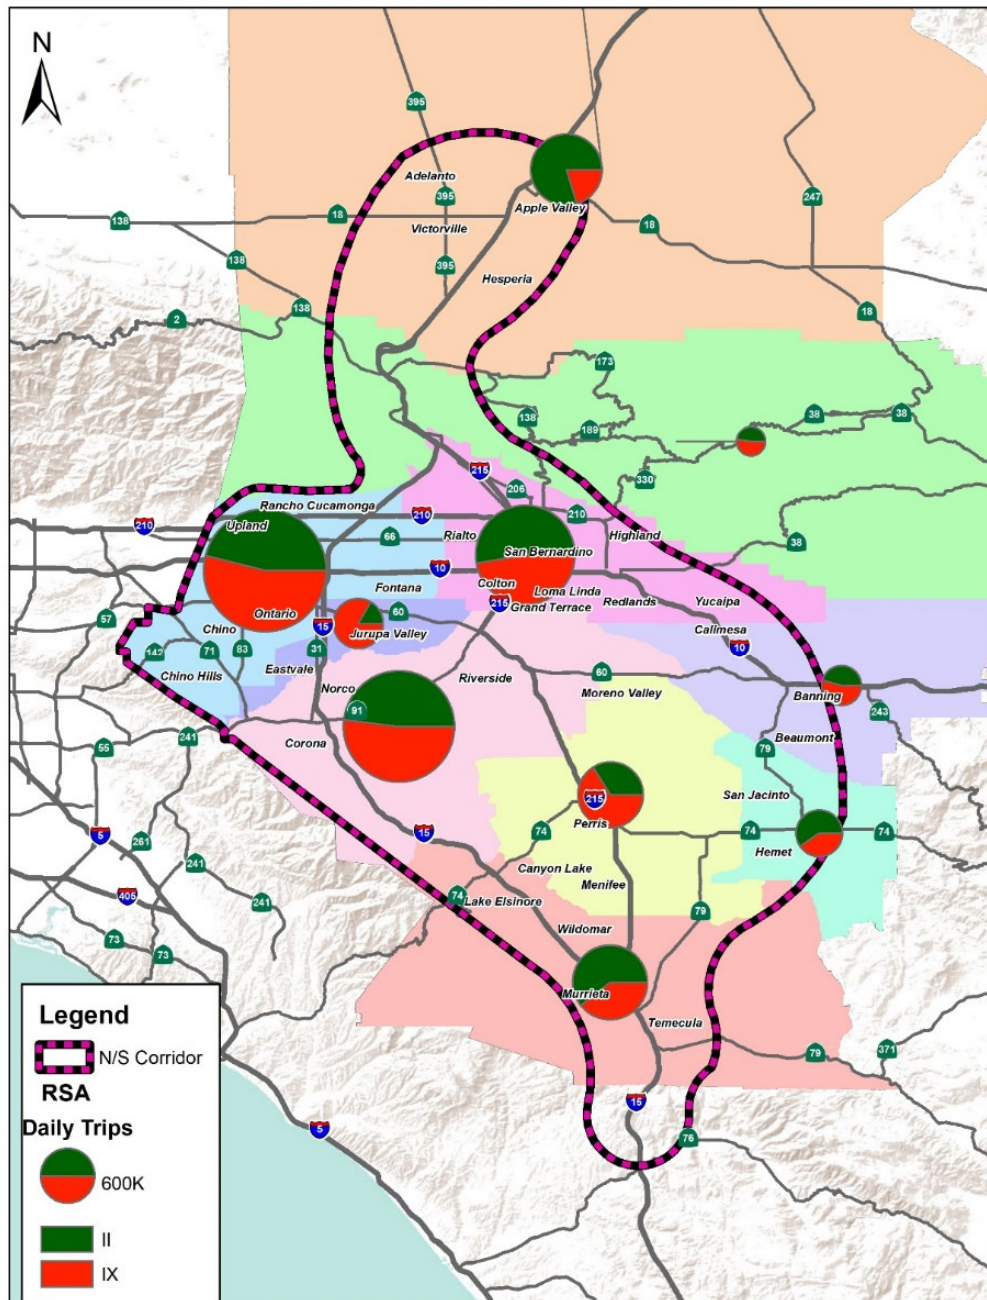 N
395
Adelanto
395
Apple Valley
247
138
18
18
Victorville
138
395
Hesperia
138
18
2
173
138
189
38
38
215
330
206
Rancho Cucamonga
210
Upland
210
210
66
Rialto
Highland
38
San Bernardino
10
Fontana
Colton
Loma Linda
215
Grand Terrace
Redlands
Yucaipa
57
Ontario
60
Chino
15
Jurupa Valley
Calimesa
10
142
71
83
31
Chino Hills
Eastvale
Riverside
60
Norco
Moreno Valley
Banning
91
243
55
241
Corona
Beaumont
79
215
San Jacinto
Perris
5
261
15
74
74
74
Hemet
241
Canyon Lake
Menifee
405
74
Lake Elsinore
241
79
73
73
Wildomar
Murrieta
Temecula
371
79
15
5
76
Legend
N/S Corridor
RSA
Daily Trips
600K
II
IX